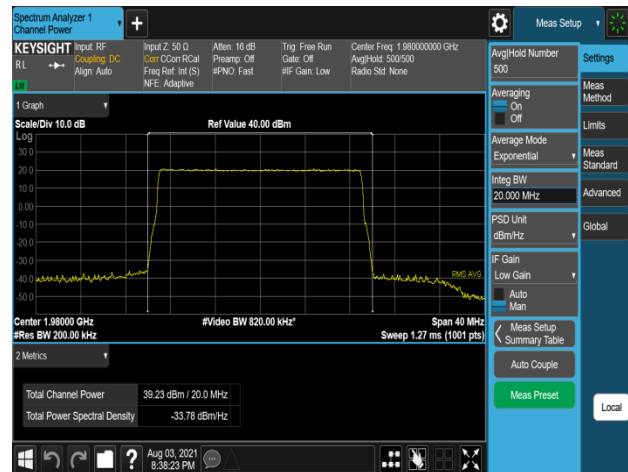 Spectrum Analyzer 1
Channel Power
Meas Setup
KEYSIGHT
RL
Input: RF
Coupling: DC
Align: Auto
Input Z: 50 Ω
Corr CCorr RCal
Freq Ref: Int (S)
NFE: Adaptive
Atten: 16 dB
Preamp: Off
#PNO: Fast
Trig: Free Run
Gate: Off
#IF Gain: Low
Center Freq: 1.980000000 GHz
Avg|Hold: 500/500
Radio Std: None
1 Graph
Scale/Div 10.0 dB
Ref Value 40.00 dBm
Log
30.0
20.0
10.0
0.00
-10.0
-20.0
-30.0
-40.0
-50.0
RMS AVG
Center 1.98000 GHz
#Video BW 820.00 kHz*
Span 40 MHz
#Res BW 200.00 kHz
Sweep 1.27 ms (1001 pts)
2 Metrics
Total Channel Power 39.23 dBm / 20.0 MHz
Total Power Spectral Density -33.78 dBm/Hz
Aug 03, 2021
8:38:23 PM
?
Avg|Hold Number
500
Averaging
On
Off
Average Mode
Exponential
Integ BW
20.000 MHz
PSD Unit
dBm/Hz
IF Gain
Low Gain
Auto
Man
Meas Setup
Summary Table
Auto Couple
Meas Preset
Settings
Meas
Method
Limits
Meas
Standard
Advanced
Global
Local